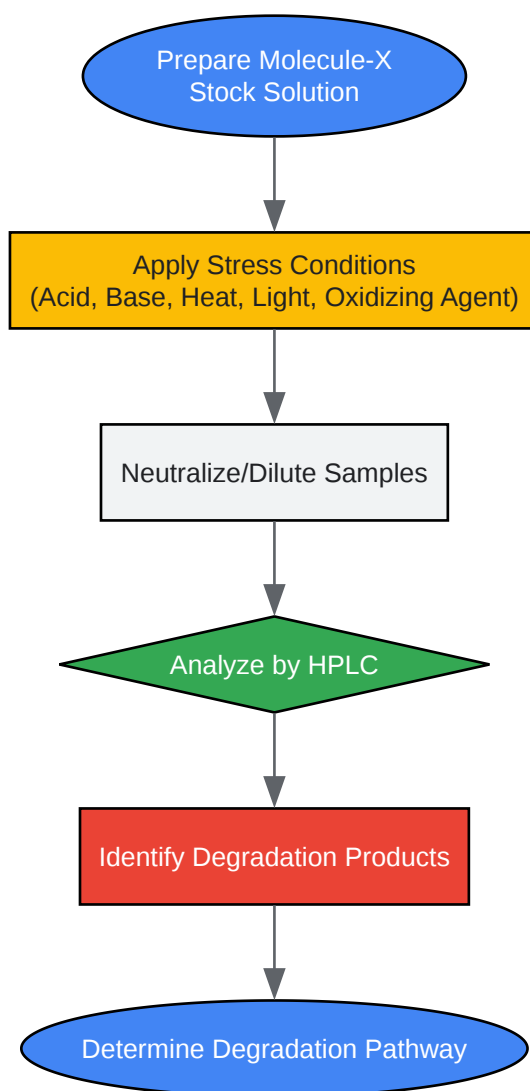 Prepare Molecule-X
Stock Solution
Apply Stress Conditions
(Acid, Base, Heat, Light, Oxidizing Agent)
Neutralize/Dilute Samples
Analyze by HPLC
Identify Degradation Products
Determine Degradation Pathway